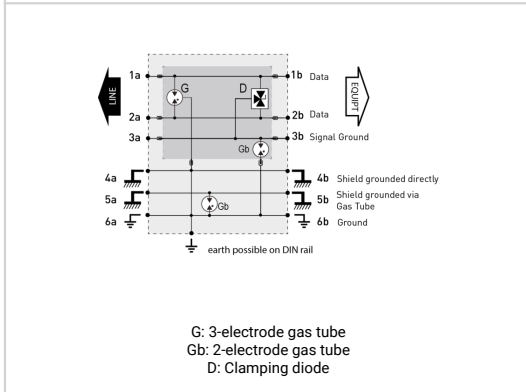 1a
G
D
1b Data
LINE
EQUIPT
2a
2b Data
3a
3b Signal Ground
Gb
4a
4b Shield grounded directly
5a
5b Shield grounded via
Gas Tube
Gb
6a
6b Ground
earth possible on DIN rail
G: 3-electrode gas tube
Gb: 2-electrode gas tube
D: Clamping diode